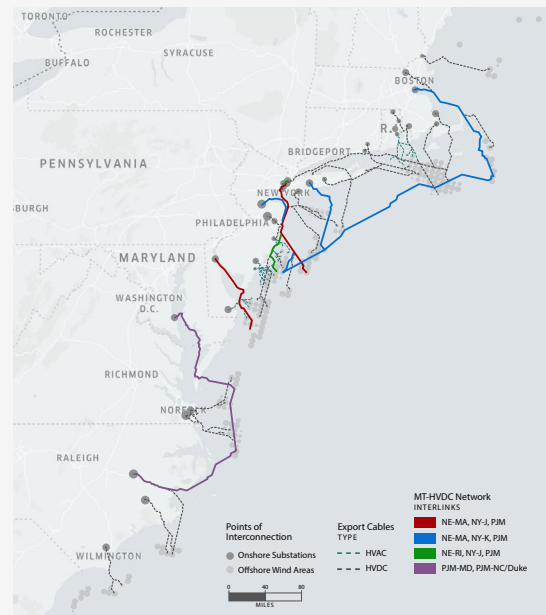 TORONTO
ROCHESTER
SYRACUSE
BUFFALO
BOSTON
R.
BRIDGEPORT
PENNSYLVANIA
NEW YORK
SBURGH
PHILADELPHIA
MARYLAND
WASHINGTON
D.C.
RICHMOND
NORFOLK
RALEIGH
WILMINGTON
Points of
Interconnection
Onshore Substations
Offshore Wind Areas
0 40 80
MILES
Export Cables
TYPE
HVAC
HVDC
MT-HVDC Network
INTERLINKS
NE-MA, NY-J, PJM
NE-MA, NY-K, PJM
NE-RI, NY-J, PJM
PJM-MD, PJM-NC/Duke